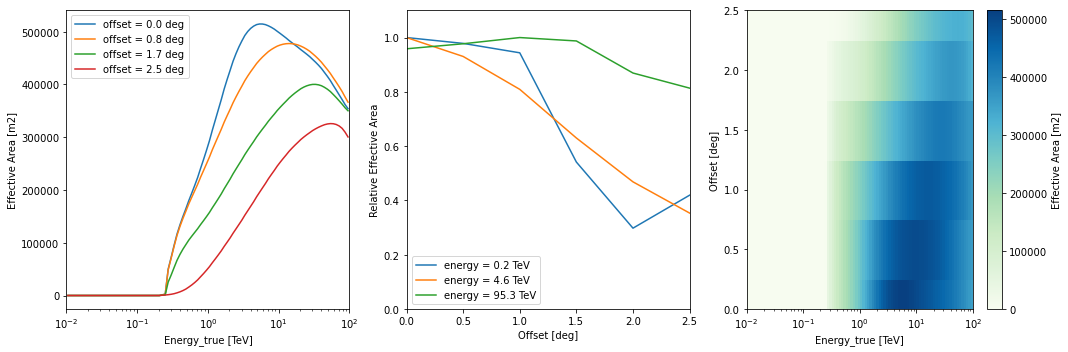 offset = 0.0 deg
offset = 0.8 deg
offset = 1.7 deg
offset = 2.5 deg
500000
400000
300000
200000
100000
0
Effective Area [m2]
10⁻² 10⁻¹ 10⁰ 10¹ 10²
Energy_true [TeV]
1.0
0.8
0.6
0.4
0.2
0.0
Relative Effective Area
energy = 0.2 TeV
energy = 4.6 TeV
energy = 95.3 TeV
0.0 0.5 1.0 1.5 2.0 2.5
Offset [deg]
2.5
2.0
1.5
1.0
0.5
0.0
Offset [deg]
10⁻² 10⁻¹ 10⁰ 10¹ 10²
Energy_true [TeV]
500000
400000
300000
200000
100000
0
Effective Area [m2]